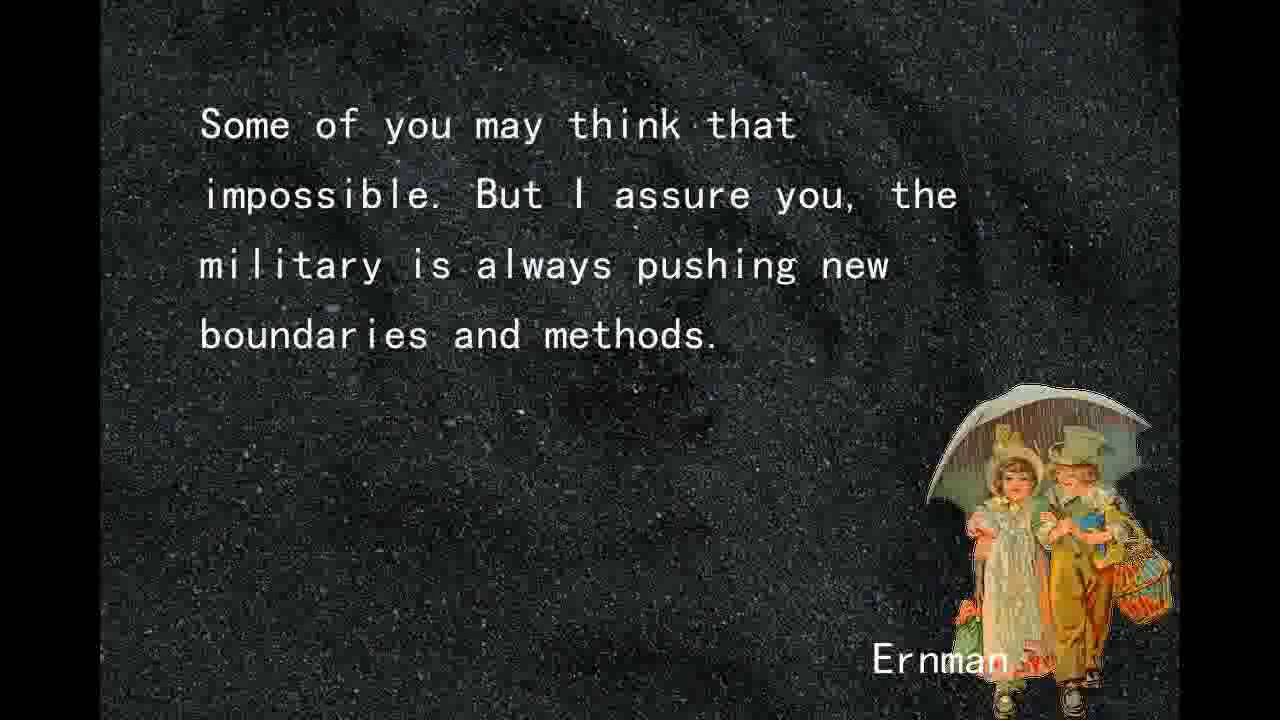 Some of you may think that
impossible. But I assure you, the
military is always pushing new
boundaries and methods.
Ernman